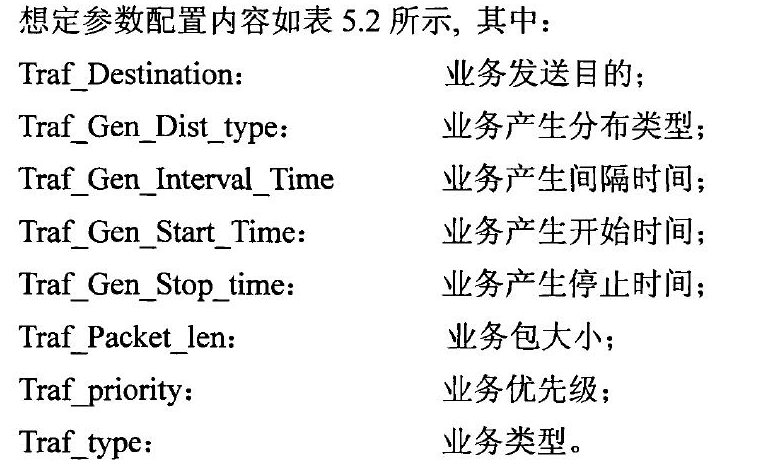 想定参数配置内容如表 5.2 所示, 其中：
Traf_Destination： 业务发送目的；
Traf_Gen_Dist_type： 业务产生分布类型；
Traf_Gen_Interval_Time 业务产生间隔时间；
Traf_Gen_Start_Time： 业务产生开始时间；
Traf_Gen_Stop_time： 业务产生停止时间；
Traf_Packet_len： 业务包大小；
Traf_priority： 业务优先级；
Traf_type： 业务类型。